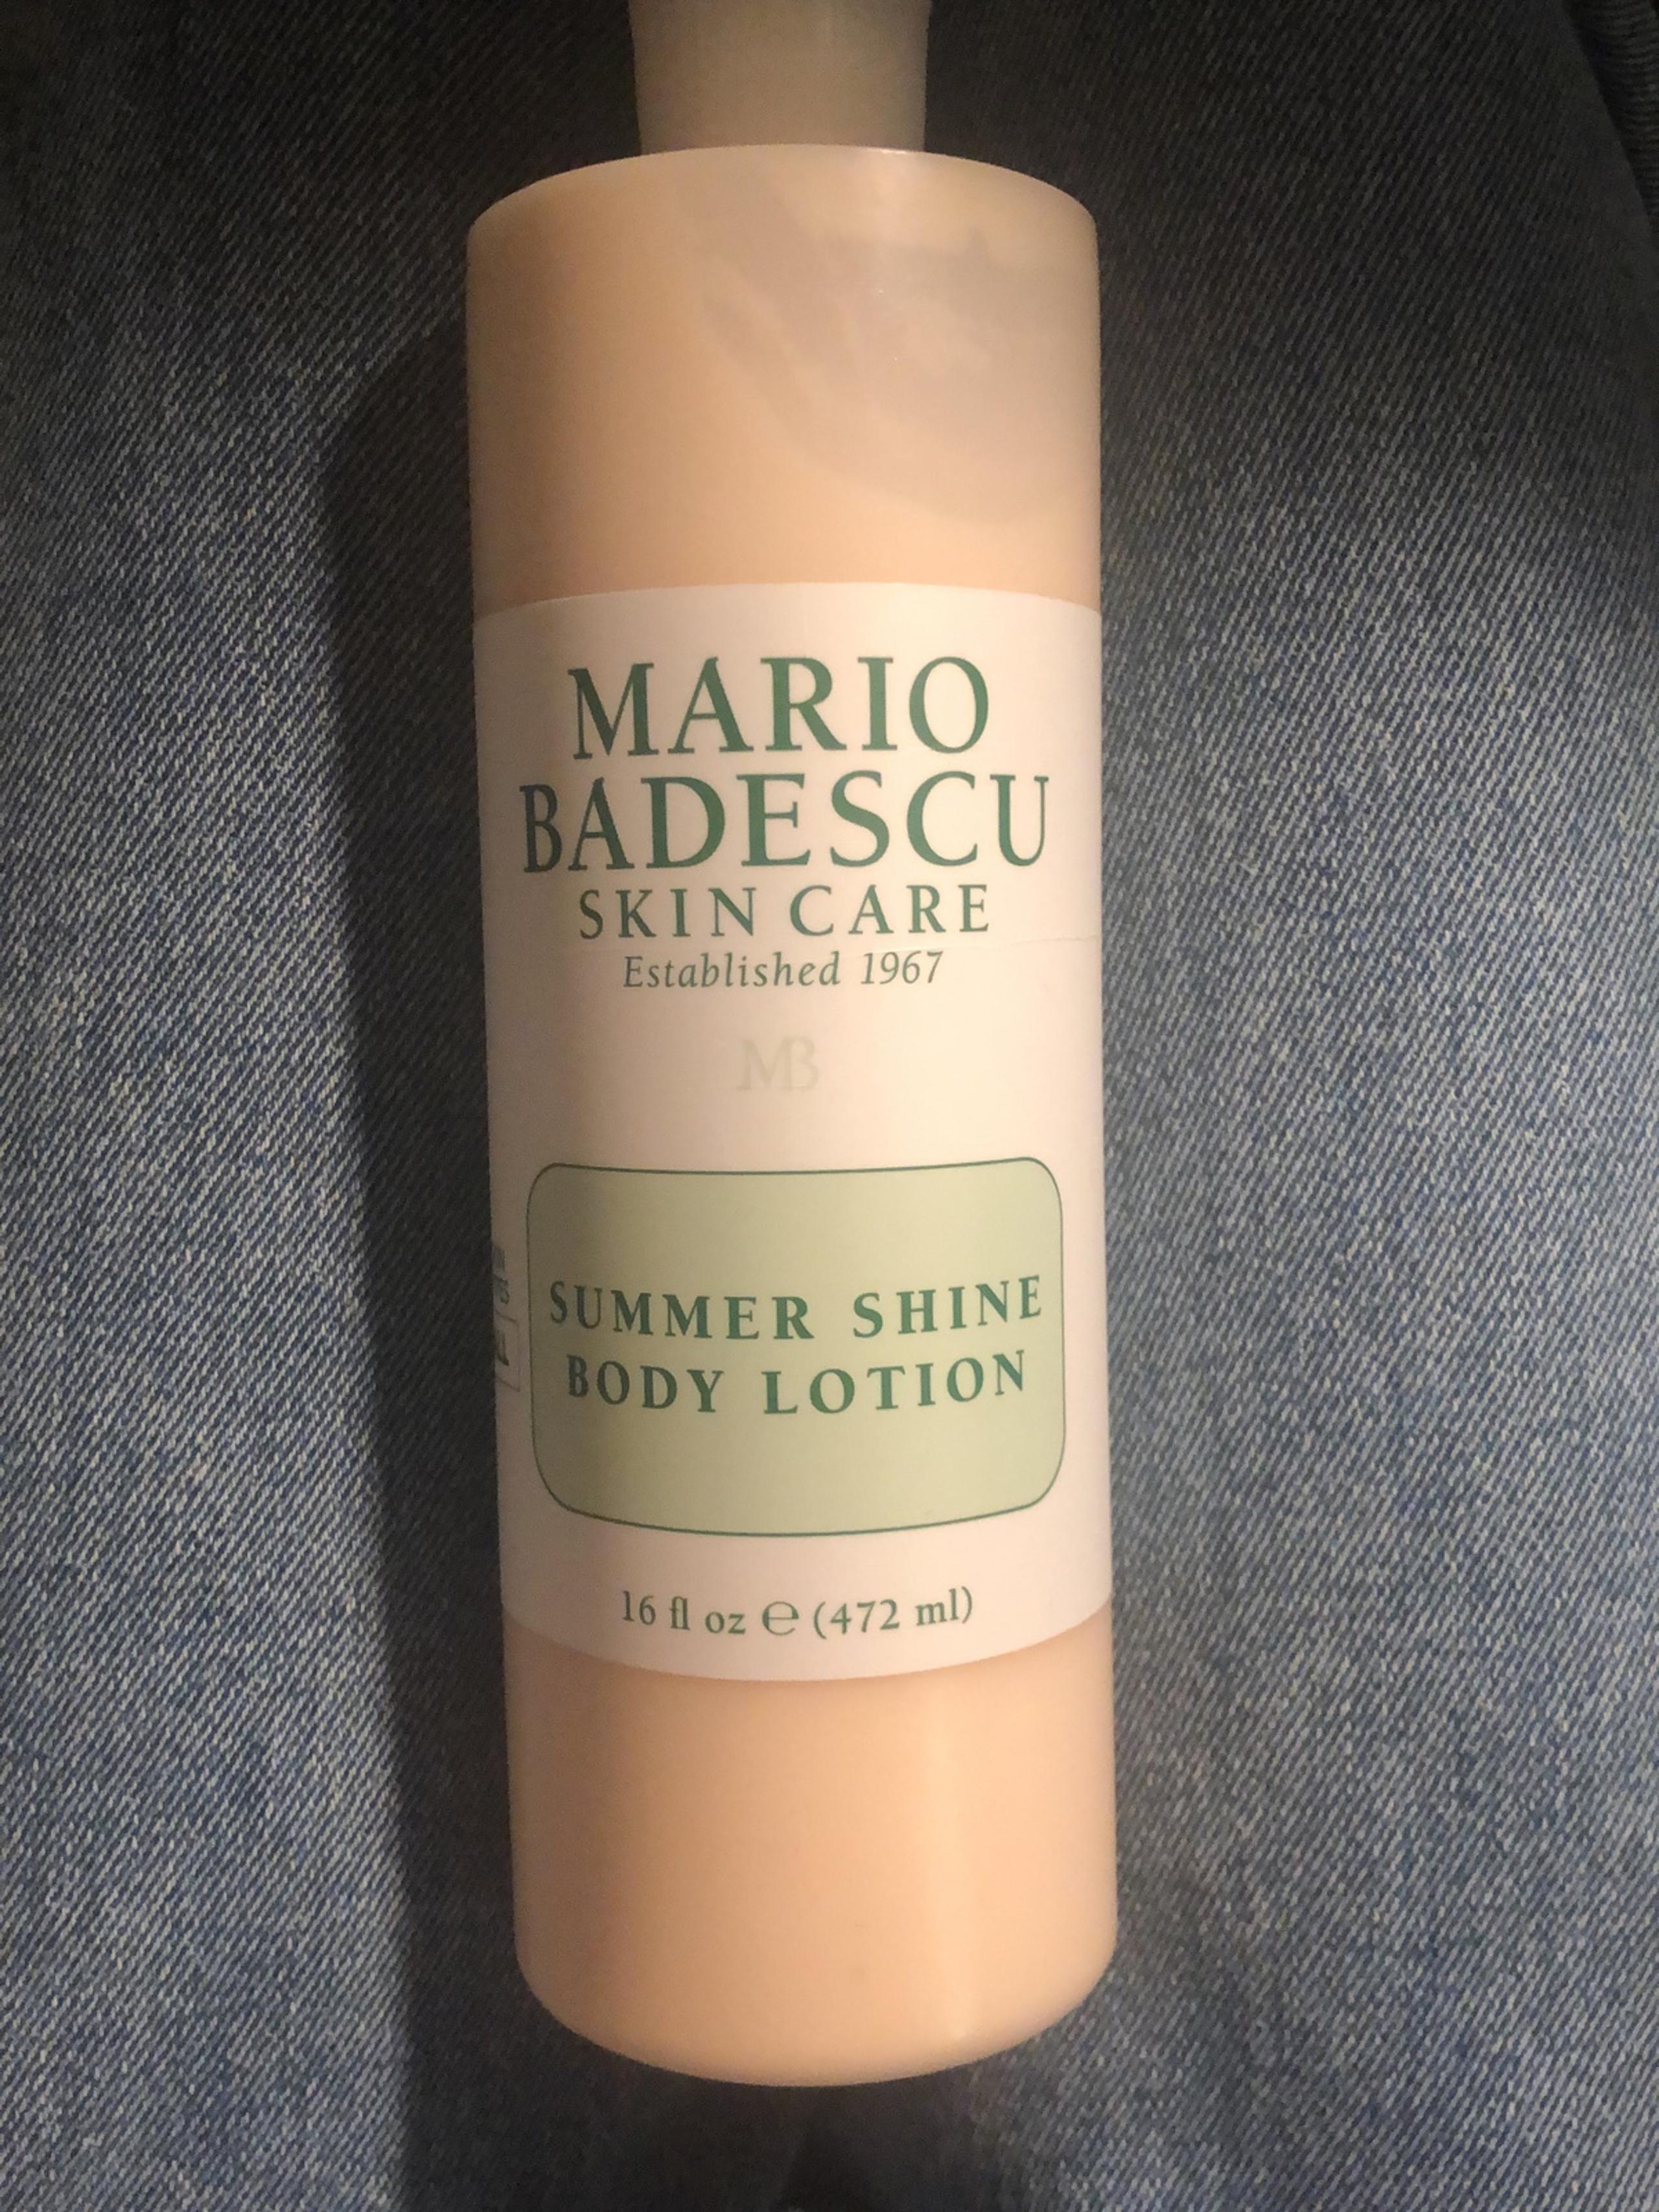 MARIO
BADESCU
SKIN CARE
Established 1967
MB
SUMMER SHINE
BODY LOTION
16 fl oz ℮ (472 ml)